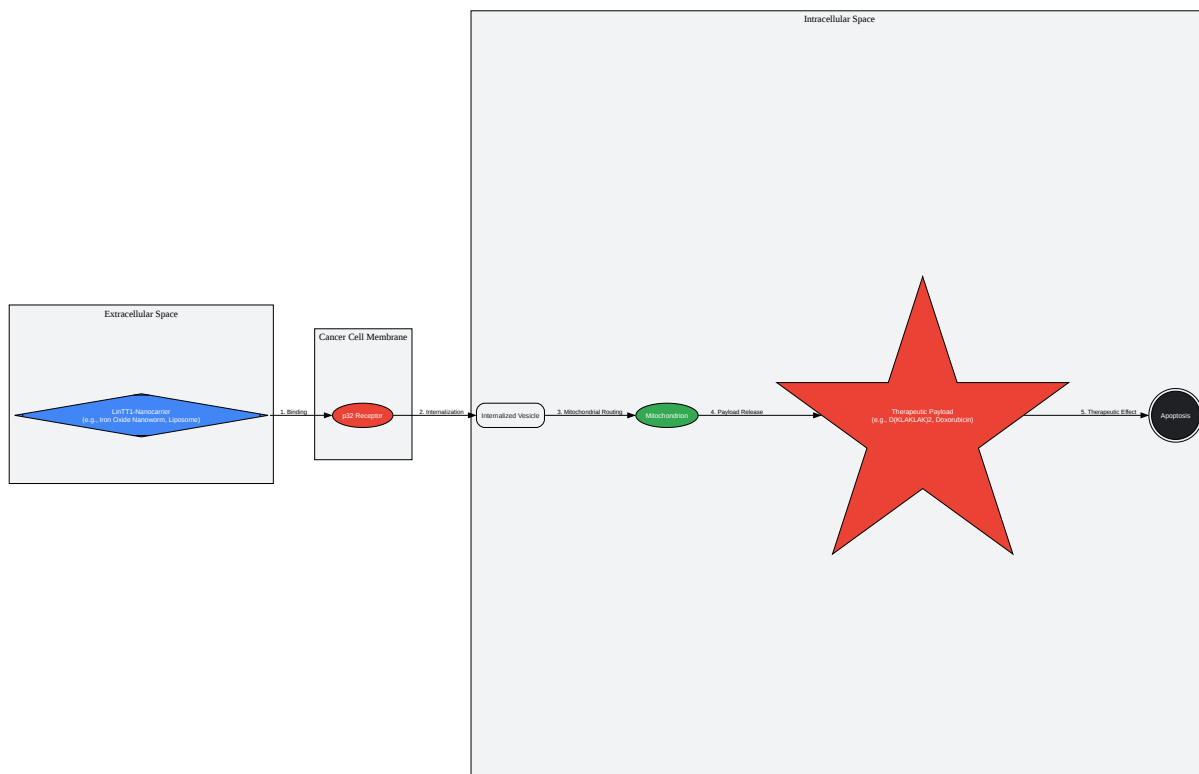 Intracellular Space
Extracellular Space
Cancer Cell Membrane
LinTT1-Nanocarrier
(e.g., Iron Oxide Nanoworm, Liposome)
1. Binding
p32 Receptor
2. Internalization
Internalized Vesicle
3. Mitochondrial Routing
Mitochondrion
4. Payload Release
Therapeutic Payload
(e.g., D(KLAKLAK)2, Doxorubicin)
5. Therapeutic Effect
Apoptosis